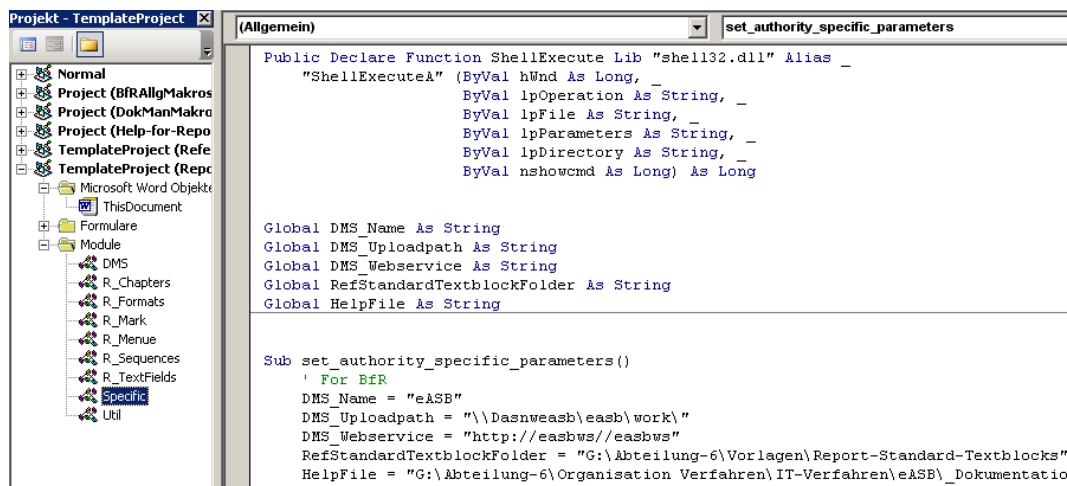 Projekt - TemplateProject
Normal
Project (BfRAllgMakros
Project (DokManMakro
Project (Help-for-Repo
TemplateProject (Refe
TemplateProject (Repo
Microsoft Word Objekte
ThisDocument
Formulare
Module
DMS
R_Chapters
R_Formats
R_Mark
R_Menue
R_Sequences
R_TextFields
Specific
Util
(Allgemein)
set_authority_specific_parameters
Public Declare Function ShellExecute Lib "shell32.dll" Alias _
"ShellExecuteA" (ByVal hWnd As Long, _
ByVal lpOperation As String, _
ByVal lpFile As String, _
ByVal lpParameters As String, _
ByVal lpDirectory As String, _
ByVal nshowcmd As Long) As Long
Global DMS_Name As String
Global DMS_Uploadpath As String
Global DMS_Webservice As String
Global RefStandardTextblockFolder As String
Global HelpFile As String
Sub set_authority_specific_parameters()
' For BfR
DMS_Name = "eASB"
DMS_Uploadpath = "\\Dasnweasb\easb\work\"
DMS_Webservice = "http://easbws//easbws"
RefStandardTextblockFolder = "G:\Abteilung-6\Vorlagen\Report-Standard-Textblocks"
HelpFile = "G:\Abteilung-6\Organisation Verfahren\IT-Verfahren\eASB\_Dokumentatio